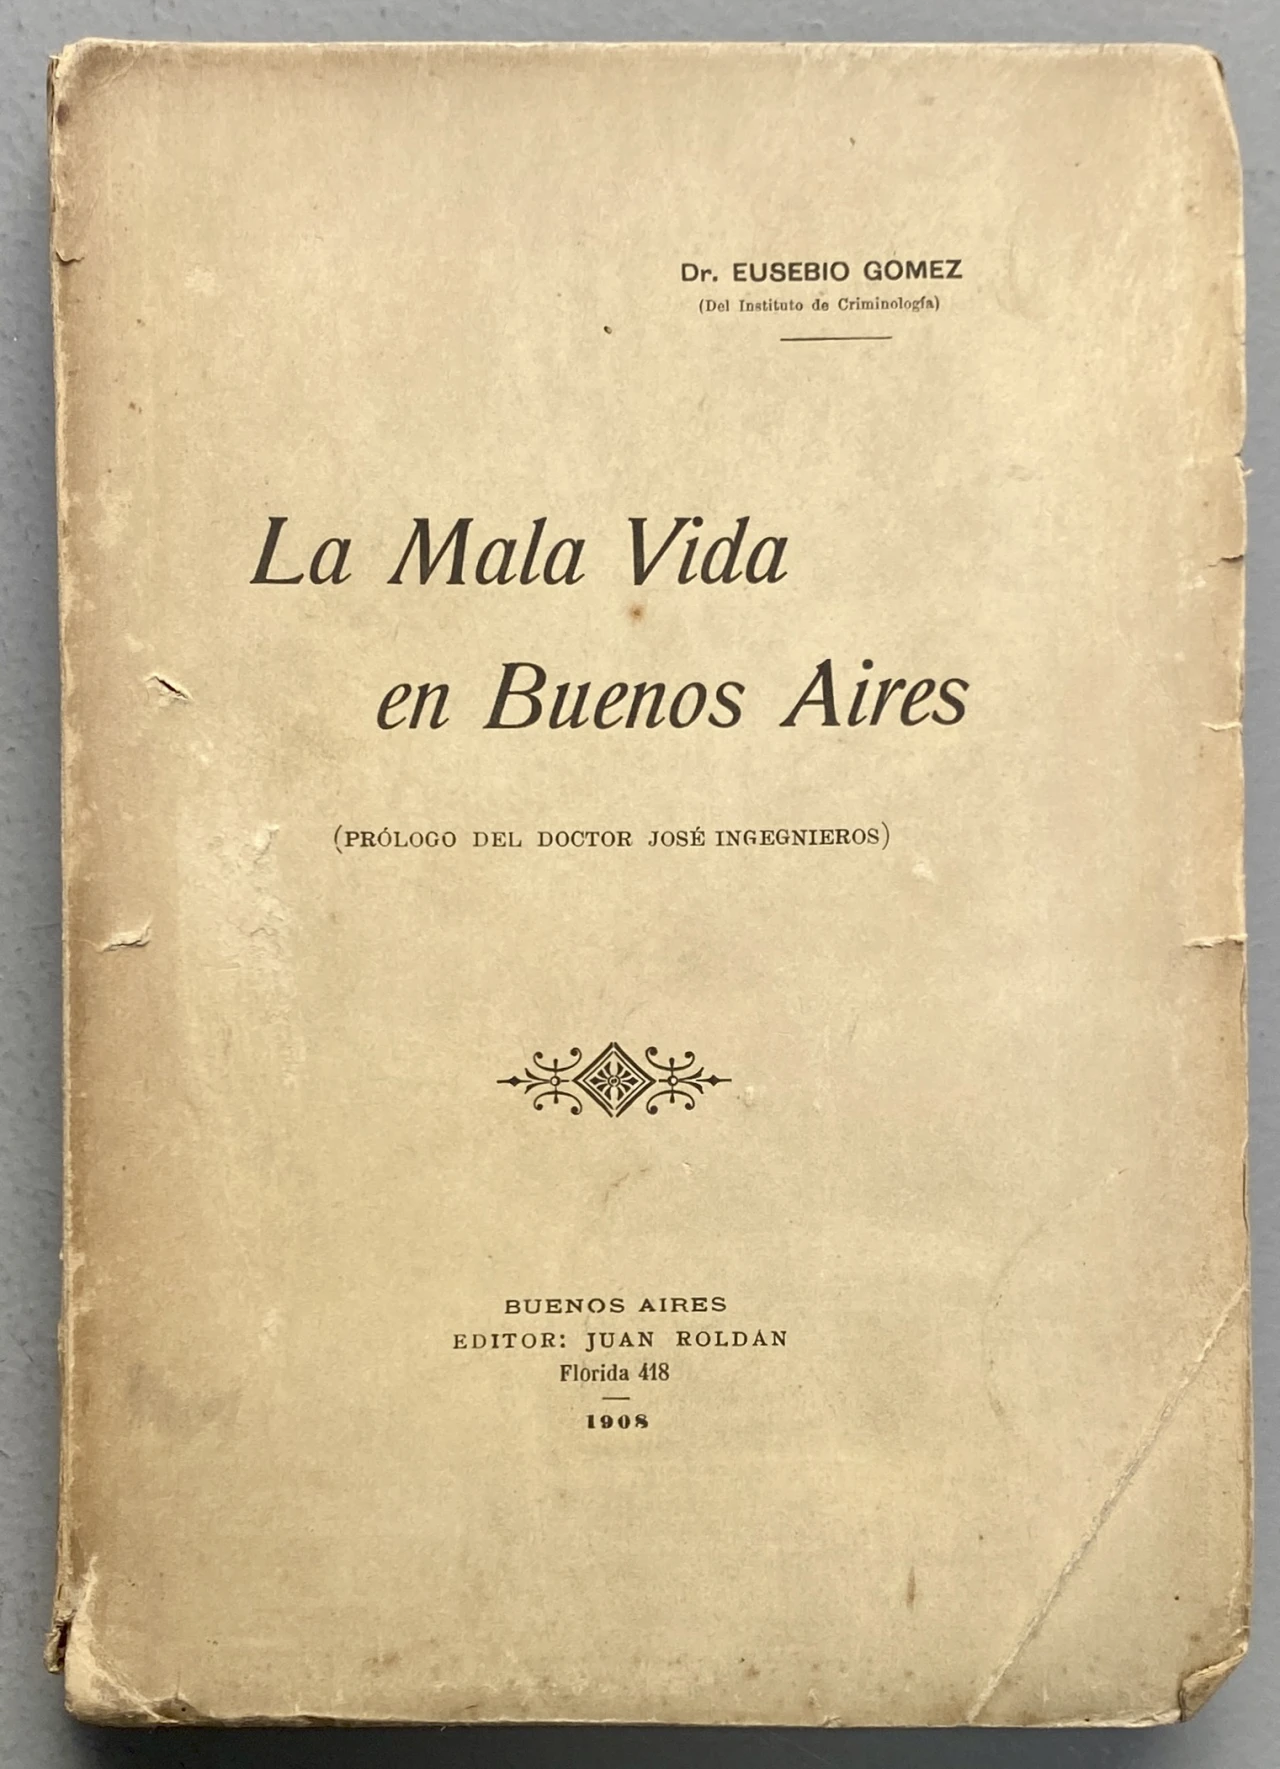 Dr. EUSEBIO GOMEZ
(Del Instituto de Criminología)
La Mala Vida
en Buenos Aires
(PRÓLOGO DEL DOCTOR JOSÉ INGEGNIEROS)
BUENOS AIRES
EDITOR: JUAN ROLDAN
Florida 418
1908